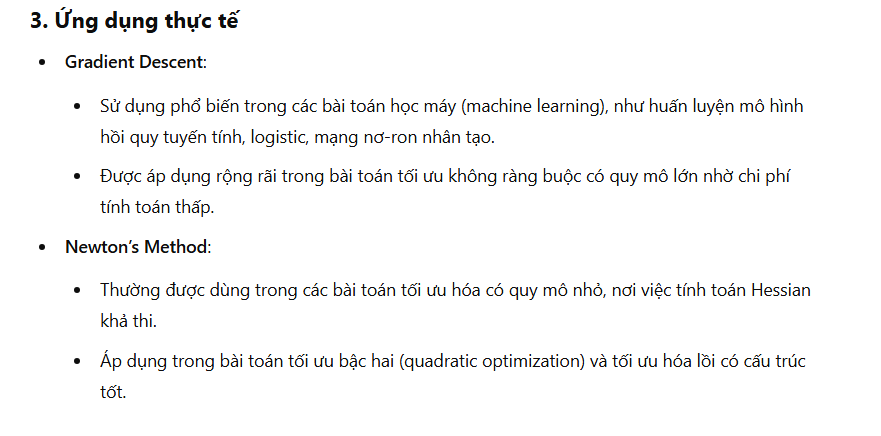 3. Ứng dụng thực tế
• Gradient Descent:
• Sử dụng phổ biến trong các bài toán học máy (machine learning), như huấn luyện mô hình
hồi quy tuyến tính, logistic, mạng nơ-ron nhân tạo.
• Được áp dụng rộng rãi trong bài toán tối ưu không ràng buộc có quy mô lớn nhờ chi phí
tính toán thấp.
• Newton’s Method:
• Thường được dùng trong các bài toán tối ưu hóa có quy mô nhỏ, nơi việc tính toán Hessian
khả thi.
• Áp dụng trong bài toán tối ưu bậc hai (quadratic optimization) và tối ưu hóa lồi có cấu trúc
tốt.